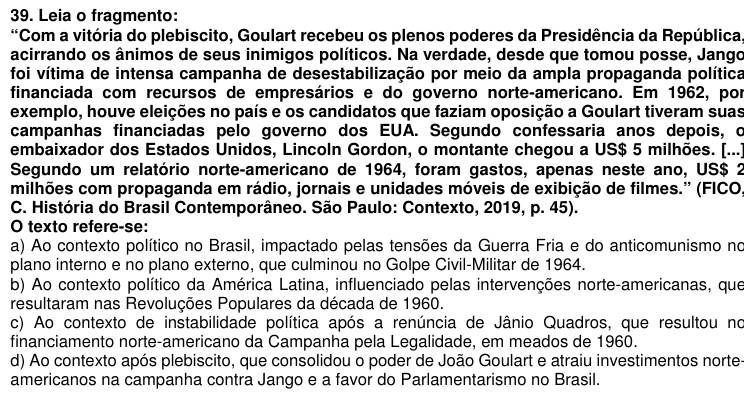 39. Leia o fragmento:
“Com a vitória do plebiscito, Goulart recebeu os plenos poderes da Presidência da República,
acirrando os ânimos de seus inimigos políticos. Na verdade, desde que tomou posse, Jango
foi vítima de intensa campanha de desestabilização por meio da ampla propaganda política
financiada com recursos de empresários e do governo norte-americano. Em 1962, por
exemplo, houve eleições no país e os candidatos que faziam oposição a Goulart tiveram suas
campanhas financiadas pelo governo dos EUA. Segundo confessaria anos depois, o
embaixador dos Estados Unidos, Lincoln Gordon, o montante chegou a US$ 5 milhões. [...]
Segundo um relatório norte-americano de 1964, foram gastos, apenas neste ano, US$ 2
milhões com propaganda em rádio, jornais e unidades móveis de exibição de filmes.” (FICO,
C. História do Brasil Contemporâneo. São Paulo: Contexto, 2019, p. 45).
O texto refere-se:
a) Ao contexto político no Brasil, impactado pelas tensões da Guerra Fria e do anticomunismo no
plano interno e no plano externo, que culminou no Golpe Civil-Militar de 1964.
b) Ao contexto político da América Latina, influenciado pelas intervenções norte-americanas, que
resultaram nas Revoluções Populares da década de 1960.
c) Ao contexto de instabilidade política após a renúncia de Jânio Quadros, que resultou no
financiamento norte-americano da Campanha pela Legalidade, em meados de 1960.
d) Ao contexto após plebiscito, que consolidou o poder de João Goulart e atraiu investimentos norte-
americanos na campanha contra Jango e a favor do Parlamentarismo no Brasil.